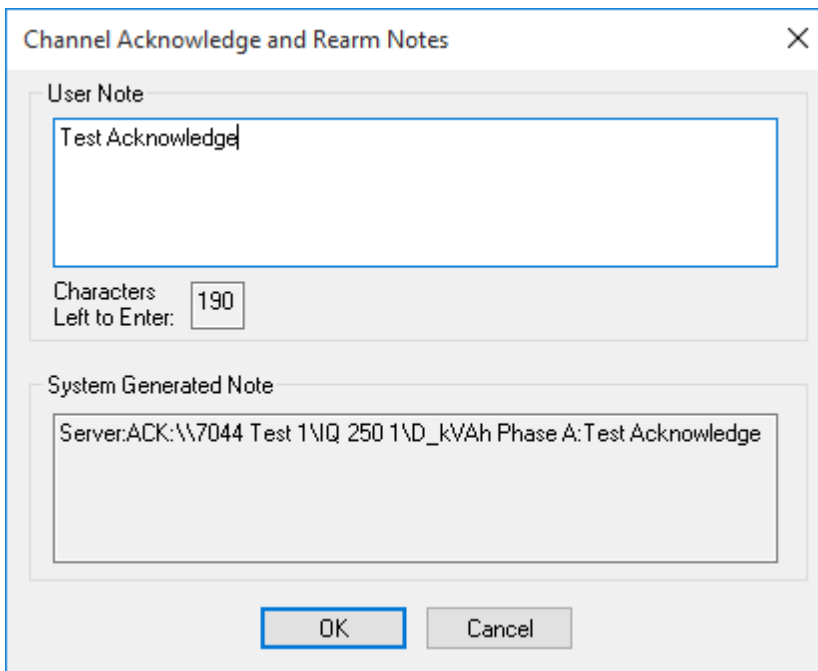 Channel Acknowledge and Rearm Notes
User Note
Test Acknowledge
Characters
Left to Enter:
190
System Generated Note
Server:ACK:\\7044 Test 1\IQ 250 1\D_kVAh Phase A:Test Acknowledge
OK
Cancel